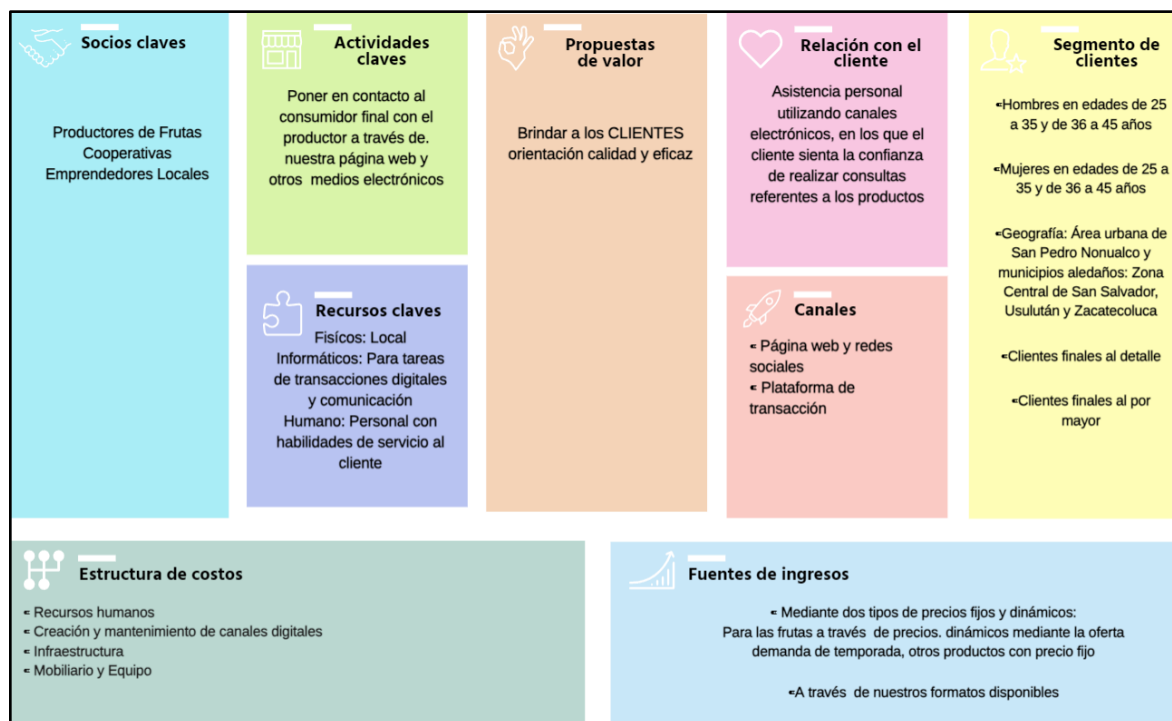 Socios claves
Productores de Frutas
Cooperativas
Emprendedores Locales
Actividades
claves
Poner en contacto al
consumidor final con el
productor a través de.
nuestra página web y
otros medios electrónicos
Recursos claves
Fisícos: Local
Informáticos: Para tareas
de transacciones digitales
y comunicación
Humano: Personal con
habilidades de servicio al
cliente
Propuestas
de valor
Brindar a los CLIENTES
orientación calidad y eficaz
Relación con el
cliente
Asistencia personal
utilizando canales
electrónicos, en los que el
cliente sienta la confianza
de realizar consultas
referentes a los productos
Canales
Página web y redes
sociales
Plataforma de
transacción
Segmento de
clientes
Hombres en edades de 25
a 35 y de 36 a 45 años
Mujeres en edades de 25 a
35 y de 36 a 45 años
Geografía: Área urbana de
San Pedro Nonualco y
municipios aledaños: Zona
Central de San Salvador,
Usulután y Zacatecoluca
Clientes finales al detalle
Clientes finales al por
mayor
Estructura de costos
Recursos humanos
Creación y mantenimiento de canales digitales
Infraestructura
Mobiliario y Equipo
Fuentes de ingresos
Mediante dos tipos de precios fijos y dinámicos:
Para las frutas a través de precios. dinámicos mediante la oferta
demanda de temporada, otros productos con precio fijo
A través de nuestros formatos disponibles